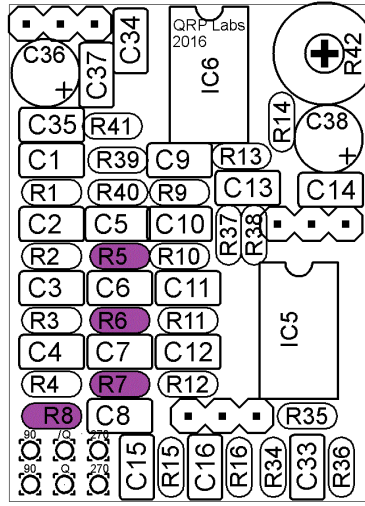 C36
C37
C34
QRP Labs
2016
IC6
R42
R14
C38
C35
R41
C1
R39
C9
R13
R1
R40
R9
C13
C14
C2
C5
C10
R37
R38
R2
R5
R10
C3
C6
C11
IC5
R3
R6
R11
C4
C7
C12
R4
R7
R12
R8
C8
R35
90
/Q
270
90
Q
270
C15
R15
C16
R16
R34
C33
R36